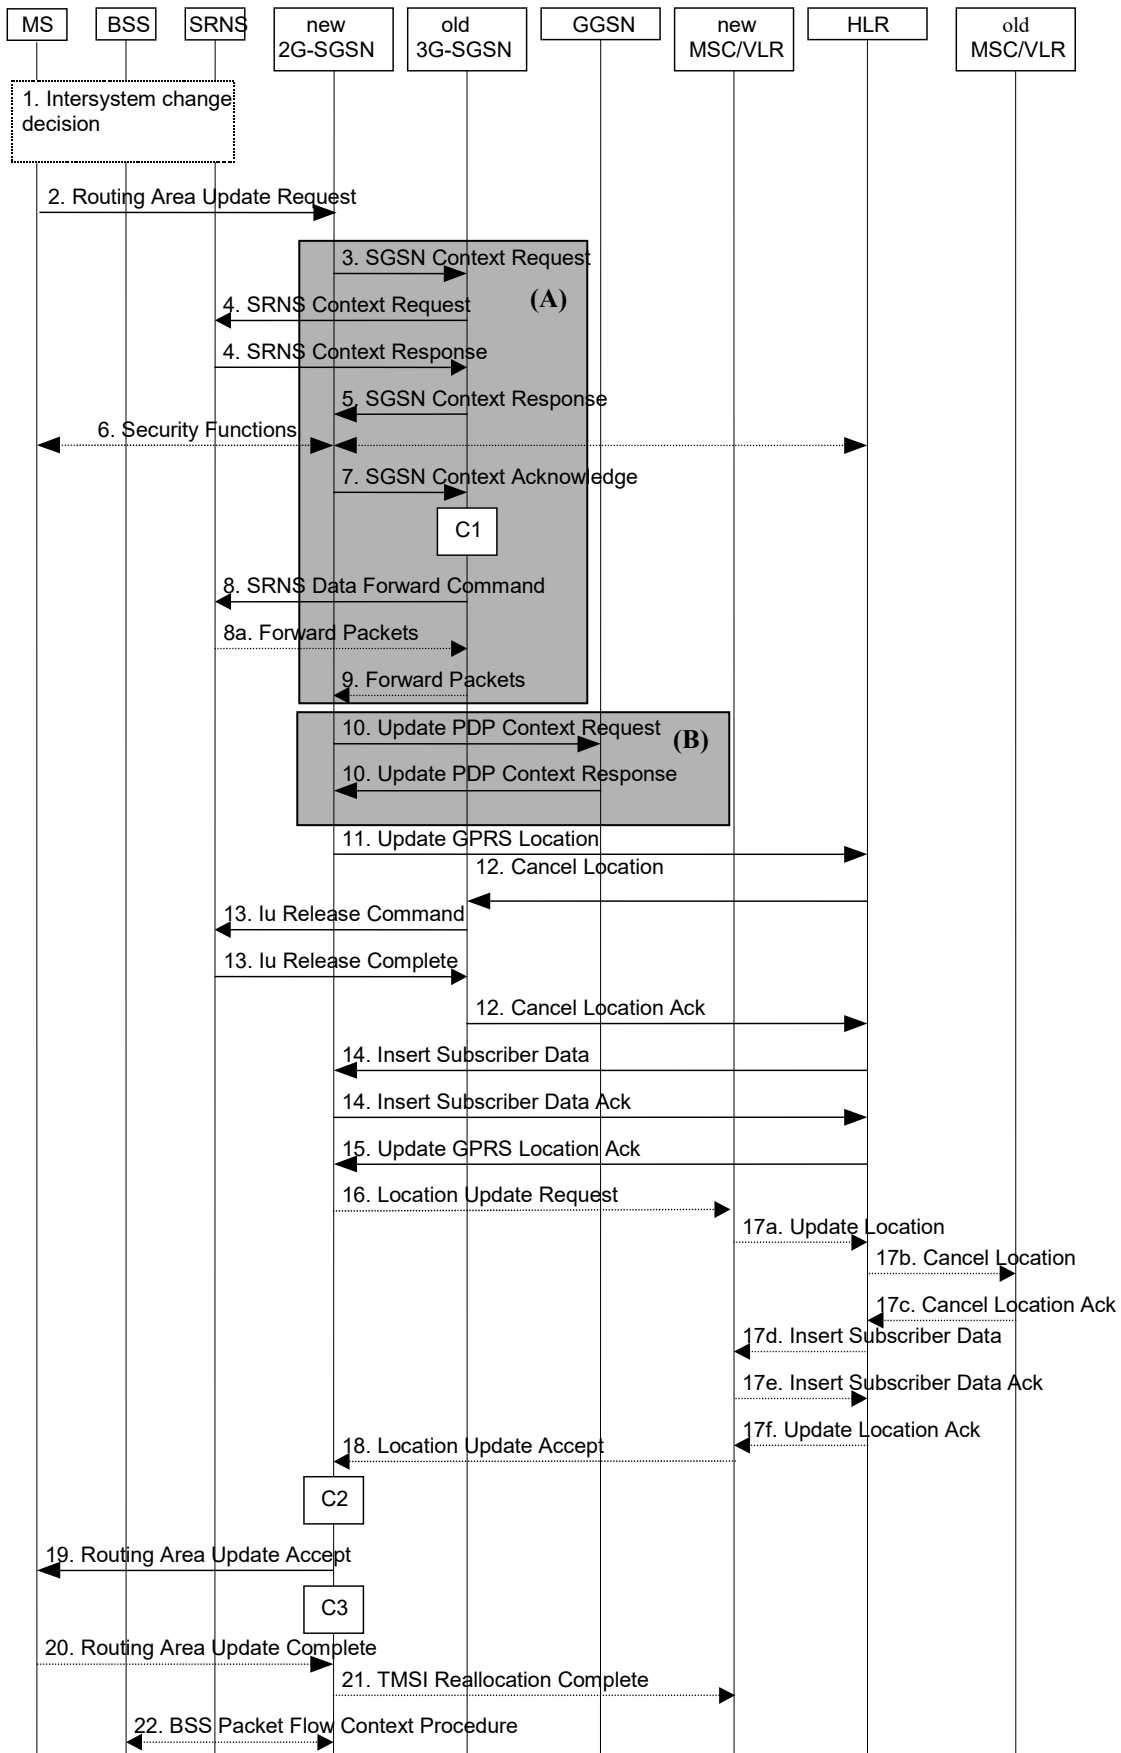 MS
BSS
SRNS
new
2G-SGSN
old
3G-SGSN
GGSN
new
MSC/VLR
HLR
old
MSC/VLR
1. Intersystem change
decision
2. Routing Area Update Request
3. SGSN Context Request
(A)
4. SRNS Context Request
4. SRNS Context Response
5. SGSN Context Response
6. Security Functions
7. SGSN Context Acknowledge
C1
8. SRNS Data Forward Command
8a. Forward Packets
9. Forward Packets
10. Update PDP Context Request
(B)
10. Update PDP Context Response
11. Update GPRS Location
12. Cancel Location
13. Iu Release Command
13. Iu Release Complete
12. Cancel Location Ack
14. Insert Subscriber Data
14. Insert Subscriber Data Ack
15. Update GPRS Location Ack
16. Location Update Request
17a. Update Location
17b. Cancel Location
17c. Cancel Location Ack
17d. Insert Subscriber Data
17e. Insert Subscriber Data Ack
17f. Update Location Ack
18. Location Update Accept
C2
19. Routing Area Update Accept
C3
20. Routing Area Update Complete
21. TMSI Reallocation Complete
22. BSS Packet Flow Context Procedure